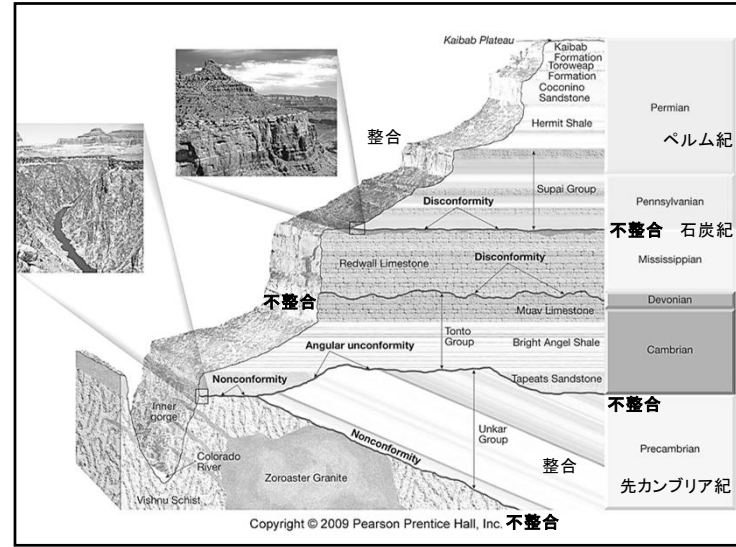 Kaibab Plateau
Kaibab
Formation
Toroweap
Formation
Coconino
Sandstone
Permian
Hermit Shale
整合
ペルム紀
Supai Group
Pennsylvanian
Disconformity
不整合 石炭紀
Disconformity
Mississippian
Redwall Limestone
不整合
Devonian
Muav Limestone
Tonto
Group
Angular unconformity
Bright Angel Shale
Cambrian
Nonconformity
Tapeats Sandstone
不整合
Inner
gorge
Unkar
Group
Precambrian
Nonconformity
Colorado
River
整合
Zoroaster Granite
先カンブリア紀
Vishnu Schist
Copyright © 2009 Pearson Prentice Hall, Inc. 不整合